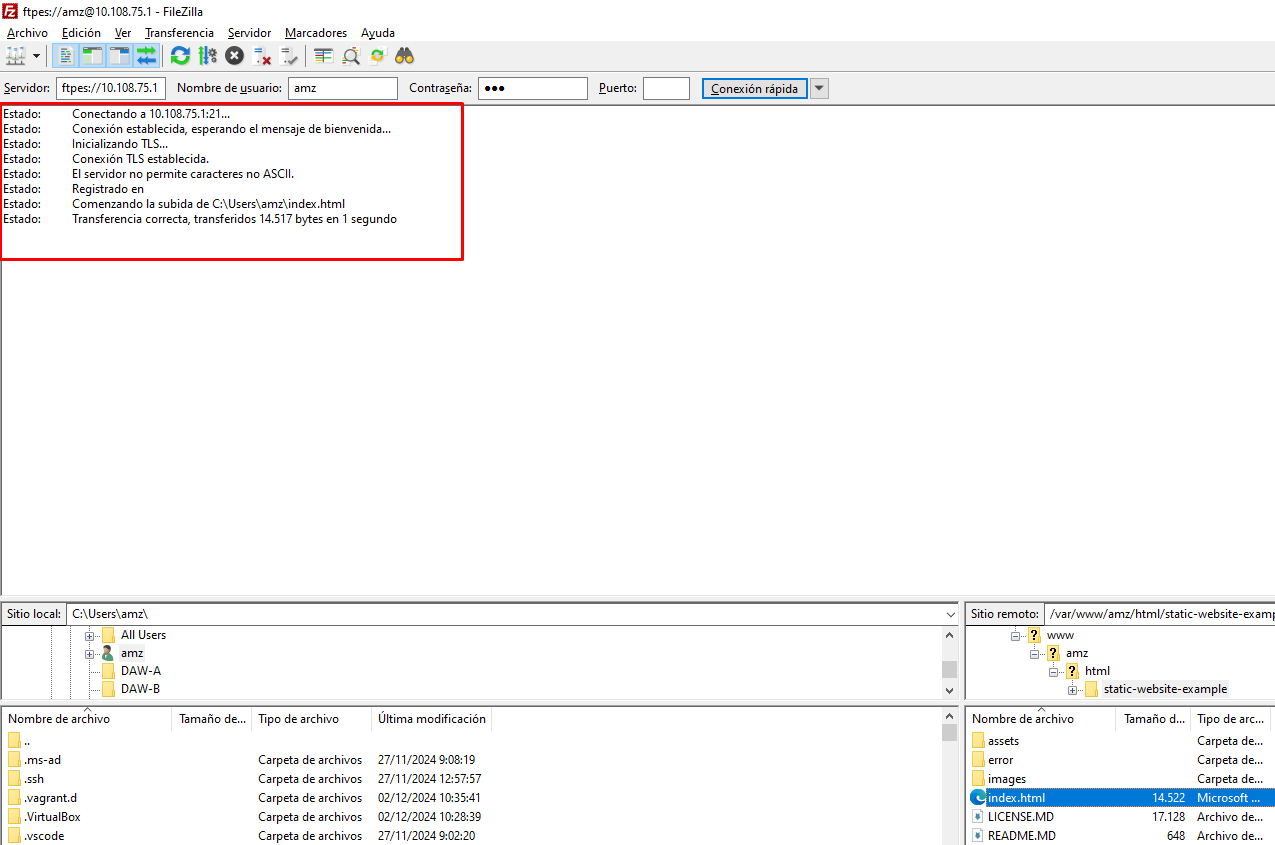 ftpes://amz@10.108.75.1 - FileZilla
Archivo Edición Ver Transferencia Servidor Marcadores Ayuda
Servidor: ftpes://10.108.75.1 Nombre de usuario: amz Contraseña: ●●● Puerto: Conexión rápida
Estado: Conectando a 10.108.75.1:21...
Estado: Conexión establecida, esperando el mensaje de bienvenida...
Estado: Inicializando TLS...
Estado: Conexión TLS establecida.
Estado: El servidor no permite caracteres no ASCII.
Estado: Registrado en
Estado: Comenzando la subida de C:\Users\amz\index.html
Estado: Transferencia correcta, transferidos 14.517 bytes en 1 segundo
Sitio local: C:\Users\amz\
All Users
amz
DAW-A
DAW-B
Nombre de archivo Tamaño de... Tipo de archivo Última modificación
..
.ms-ad Carpeta de archivos 27/11/2024 9:08:19
.ssh Carpeta de archivos 27/11/2024 12:57:57
.vagrant.d Carpeta de archivos 02/12/2024 10:35:41
.VirtualBox Carpeta de archivos 02/12/2024 10:28:39
.vscode Carpeta de archivos 27/11/2024 9:02:20
Sitio remoto: /var/www/amz/html/static-website-examp
www
amz
html
static-website-example
Nombre de archivo Tamaño d... Tipo de arc...
assets Carpeta de...
error Carpeta de...
images Carpeta de...
index.html 14.522 Microsoft ...
LICENSE.MD 17.128 Archivo de...
README.MD 648 Archivo de...